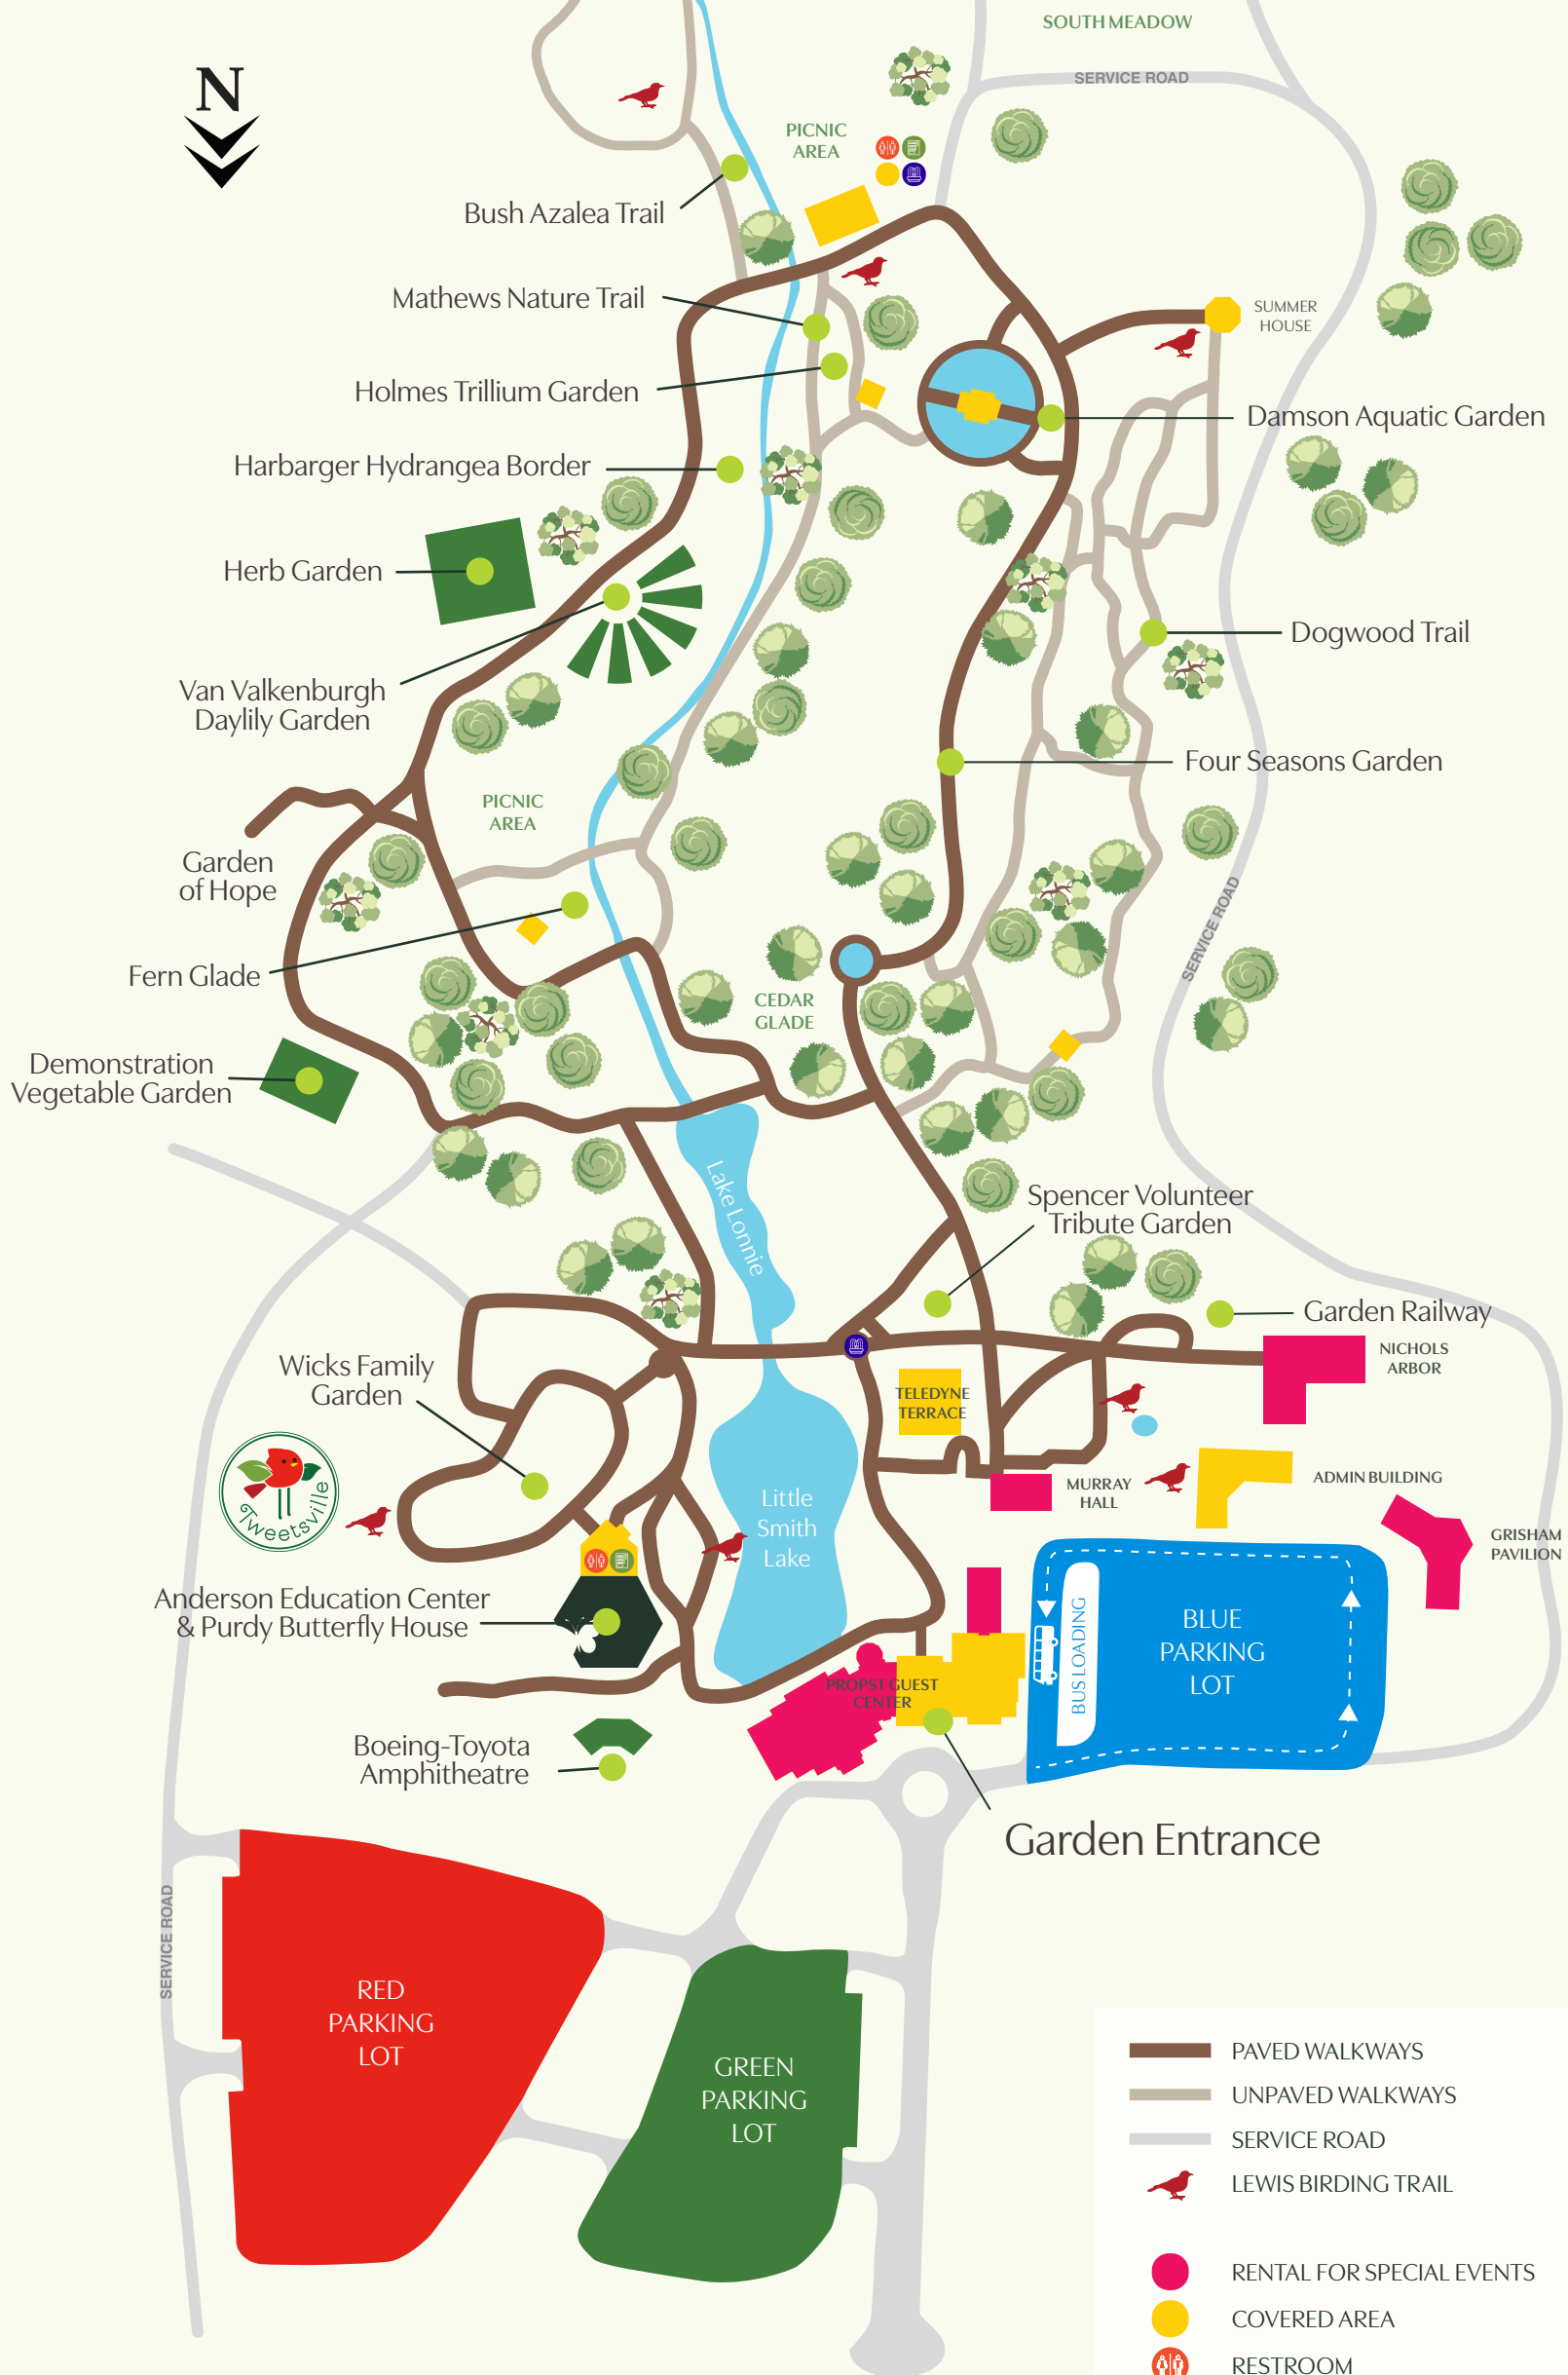 SOUTH MEADOW
N
SERVICE ROAD
PICNIC
AREA
Bush Azalea Trail
Mathews Nature Trail
SUMMER
HOUSE
Holmes Trillium Garden
Damson Aquatic Garden
Harbarger Hydrangea Border
Herb Garden
Dogwood Trail
Van Valkenburgh
Daylily Garden
Four Seasons Garden
PICNIC
AREA
Garden
of Hope
SERVICE ROAD
Fern Glade
CEDAR
GLADE
Demonstration
Vegetable Garden
Lake Lonnie
Spencer Volunteer
Tribute Garden
Garden Railway
NICHOLS
ARBOR
Wicks Family
Garden
TELEDYNE
TERRACE
Tweetsville
MURRAY
HALL
ADMIN BUILDING
Little
Smith
Lake
GRISHAM
PAVILION
Anderson Education Center
& Purdy Butterfly House
BUS LOADING
BLUE
PARKING
LOT
PROPST GUEST
CENTER
Boeing-Toyota
Amphitheatre
Garden Entrance
SERVICE ROAD
RED
PARKING
LOT
GREEN
PARKING
LOT
PAVED WALKWAYS
UNPAVED WALKWAYS
SERVICE ROAD
LEWIS BIRDING TRAIL
RENTAL FOR SPECIAL EVENTS
COVERED AREA
RESTROOM